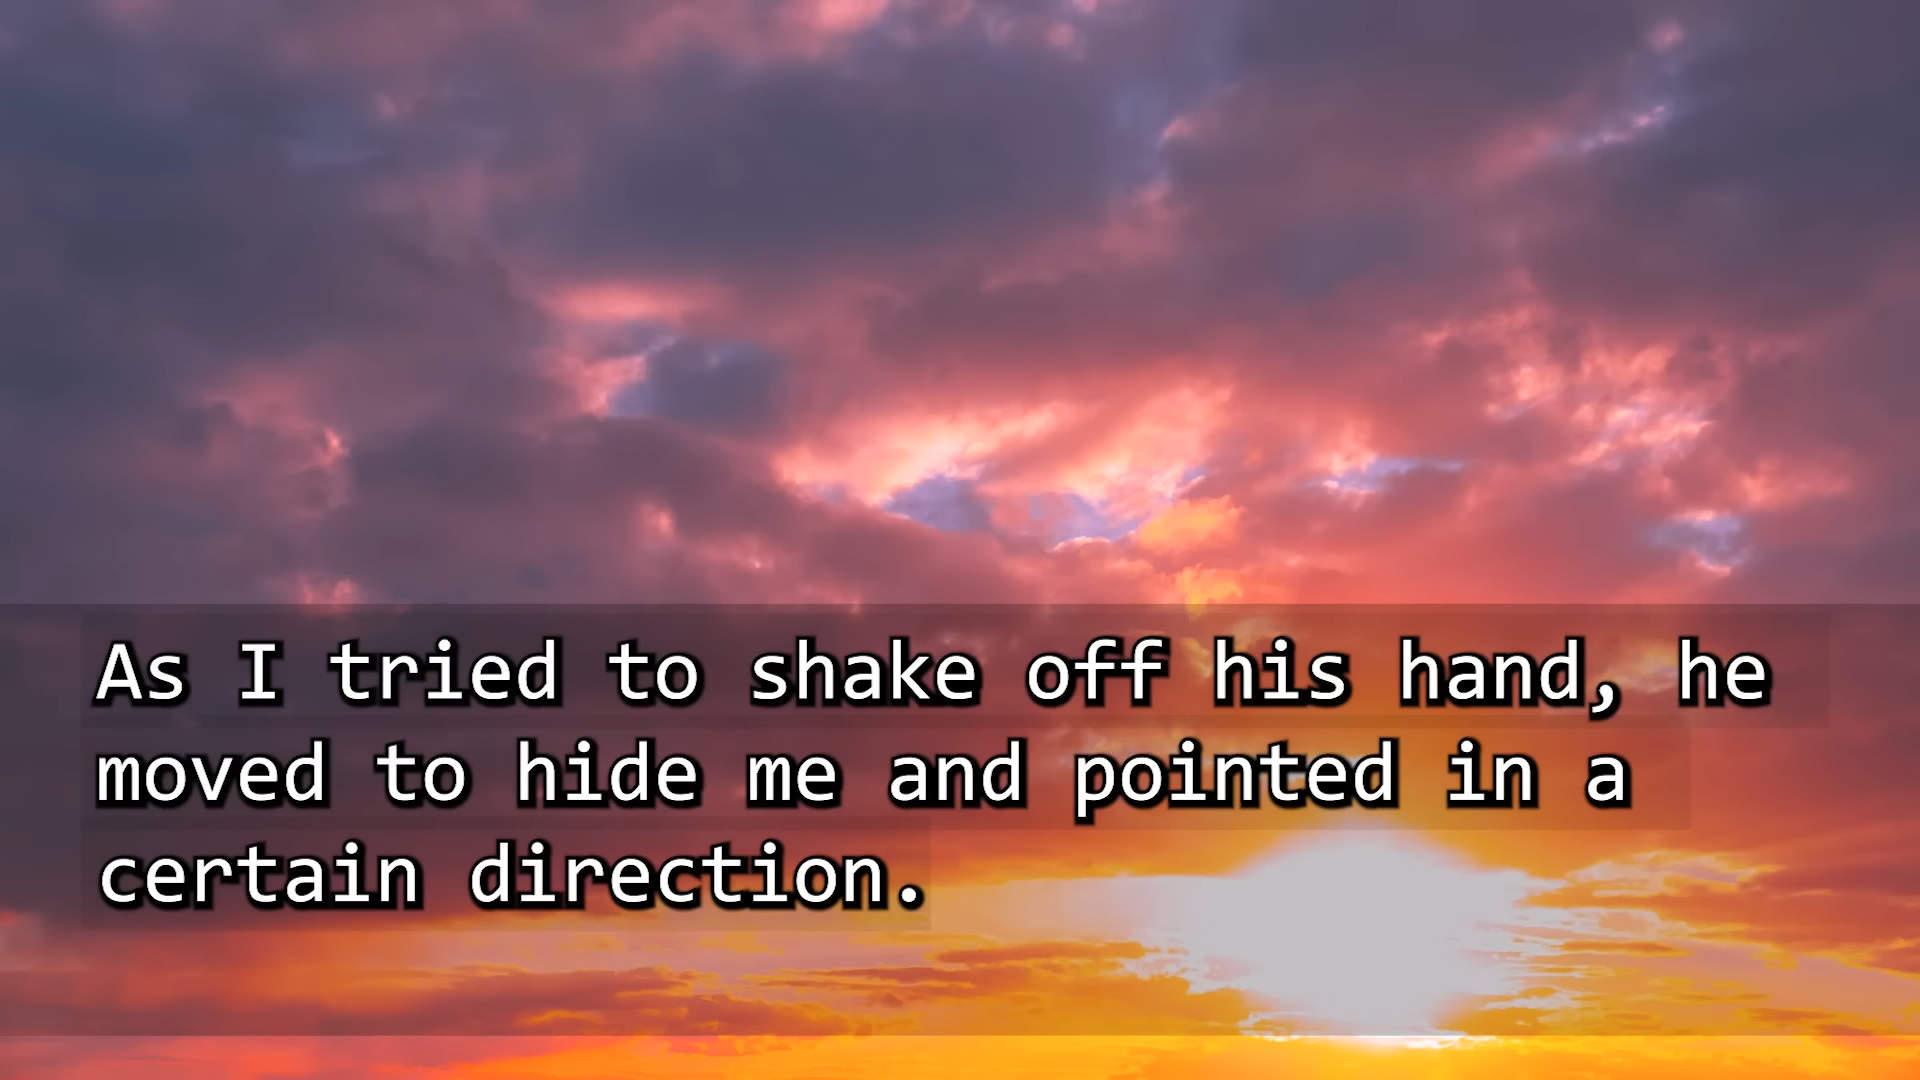 As I tried to shake off his hand, he
moved to hide me and pointed in a
certain direction.